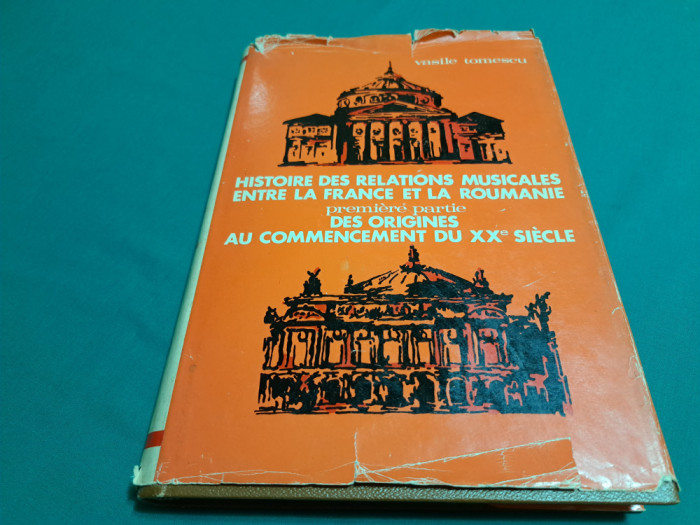 vasile tomescu
HISTOIRE DES RELATIONS MUSICALES
ENTRE LA FRANCE ET LA ROUMANIE
première partie
DES ORIGINES
AU COMMENCEMENT DU XXe SIÈCLE